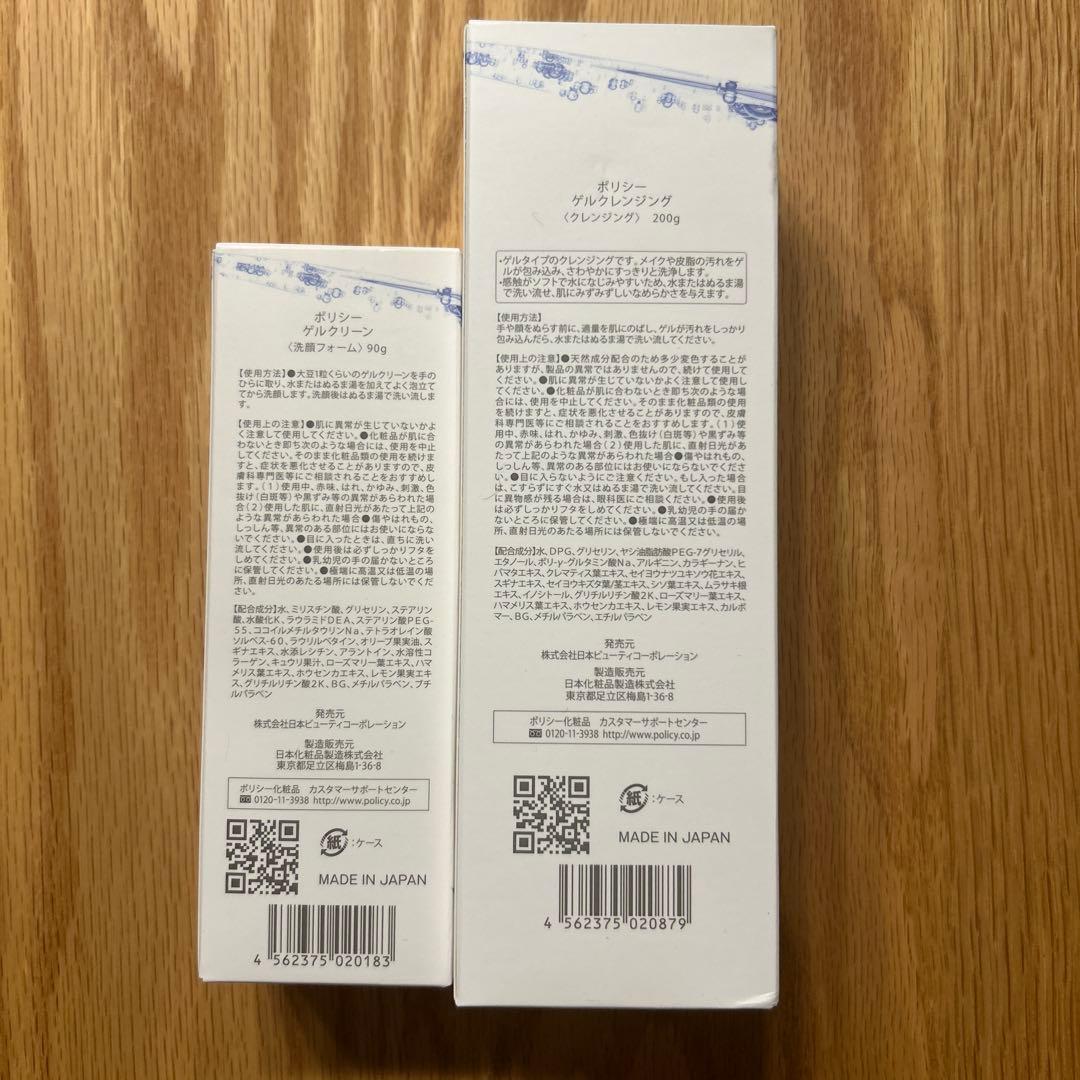 ポリシー
ゲルクリーン
〈洗顔フォーム〉90g
【使用方法】●大豆1粒くらいのゲルクリーンを手の
ひらに取り、水またはぬるま湯を加えてよく泡立て
てから洗顔します。洗顔後はぬるま湯で洗い流しま
す。
【使用上の注意】●肌に異常が生じていないかよ
く注意して使用してください。●化粧品が肌に合
わないとき即ち次のような場合には、使用を中止
してください。そのまま化粧品類の使用を続けま
すと、症状を悪化させることがありますので、皮
膚科専門医等にご相談されることをおすすめしま
す。(1)使用中、赤味、はれ、かゆみ、刺激、色
抜け(白斑等)や黒ずみ等の異常があらわれた場
合(2)使用した肌に、直射日光があたって上記の
ような異常があらわれた場合●傷やはれもの、
しっしん等、異常のある部位にはお使いにならな
いでください。●目に入ったときは、直ちに洗い
流してください。●使用後は必ずしっかりフタを
しめてください。●乳幼児の手の届かないところ
に保管してください。●極端に高温又は低温の場
所、直射日光のあたる場所には保管しないでくだ
さい。
【配合成分】水、ミリスチン酸、グリセリン、ステアリン
酸、水酸化K、ラウラミドDEA、ステアリン酸PEG-
55、ココイルメチルタウリンNa、テトラオレイン酸
ソルベス-60、ラウリルベタイン、オリーブ果実油、ス
ギナエキス、水添レシチン、アラントイン、水溶性コ
ラーゲン、キュウリ果汁、ローズマリー葉エキス、ハマ
メリス葉エキス、ホウセンカエキス、レモン果実エキ
ス、グリチルリチン酸2K、BG、メチルパラベン、ブチ
ルパラベン
発売元
株式会社日本ビューティコーポレーション
製造販売元
日本化粧品製造株式会社
東京都足立区梅島1-36-8
ポリシー化粧品 カスタマーサポートセンター
0120-11-3938 http://www.policy.co.jp
紙:ケース
MADE IN JAPAN
4 562375 020183
ポリシー
ゲルクレンジング
〈クレンジング〉 200g
・ゲルタイプのクレンジングです。メイクや皮脂の汚れをゲ
ルが包み込み、さわやかにすっきりと洗浄します。
・感触がソフトで水になじみやすいため、水またはぬるま湯
で洗い流せ、肌にみずみずしいなめらかさを与えます。
【使用方法】
手や顔をぬらす前に、適量を肌にのばし、ゲルが汚れをしっかり
包み込んだら、水またはぬるま湯で洗い流してください。
【使用上の注意】●天然成分配合のため多少変色することが
ありますが、製品の異常ではありませんので、続けて使用して
ください。●肌に異常が生じていないかよく注意して使用し
てください。●化粧品が肌に合わないとき即ち次のような場
合には、使用を中止してください。そのまま化粧品類の使用
を続けますと、症状を悪化させることがありますので、皮膚
科専門医等にご相談されることをおすすめします。(1)使
用中、赤味、はれ、かゆみ、刺激、色抜け(白斑等)や黒ずみ等
の異常があらわれた場合(2)使用した肌に、直射日光があ
たって上記のような異常があらわれた場合●傷やはれもの、
しっしん等、異常のある部位にはお使いにならないでくださ
い。●目に入らないようにご注意ください。もし入った場合
は、こすらずにすぐ水又はぬるま湯で洗い流してください。目
に異物感が残る場合は、眼科医にご相談ください。●使用後
は必ずしっかりフタをしめてください。●乳幼児の手の届か
ないところに保管してください。●極端に高温又は低温の場
所、直射日光のあたる場所には保管しないでください。
【配合成分】水、DPG、グリセリン、ヤシ油脂肪酸PEG-7グリセリル、
エタノール、ポリ-γ-グルタミン酸Na、アルギニン、カラギーナン、ヒ
バマタエキス、クレマティス葉エキス、セイヨウナツユキソウ花エキス、
スギナエキス、セイヨウキズタ葉/茎エキス、シソ葉エキス、ムラサキ根
エキス、イノシトール、グリチルリチン酸2K、ローズマリー葉エキス、
ハマメリス葉エキス、ホウセンカエキス、レモン果実エキス、カルボ
マー、BG、メチルパラベン、エチルパラベン
発売元
株式会社日本ビューティコーポレーション
製造販売元
日本化粧品製造株式会社
東京都足立区梅島1-36-8
ポリシー化粧品 カスタマーサポートセンター
0120-11-3938 http://www.policy.co.jp
紙:ケース
MADE IN JAPAN
4 562375 020879